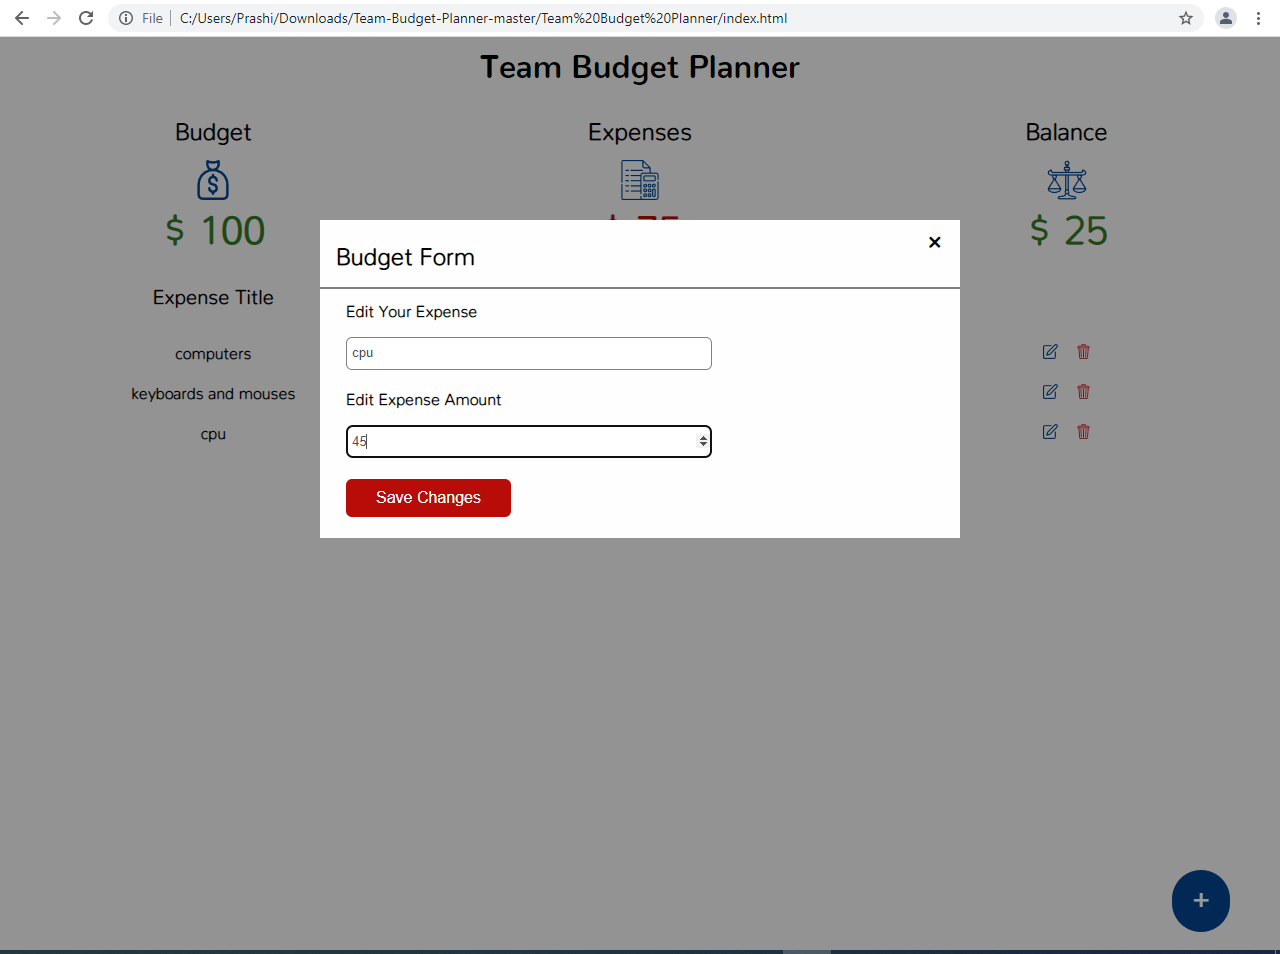 File
C:/Users/Prashi/Downloads/Team-Budget-Planner-master/Team%20Budget%20Planner/index.html
Team Budget Planner
Budget
Expenses
Balance
$ 100
$ 25
Budget Form
×
Expense Title
Edit Your Expense
computers
cpu
keyboards and mouses
Edit Expense Amount
cpu
45
Save Changes
+